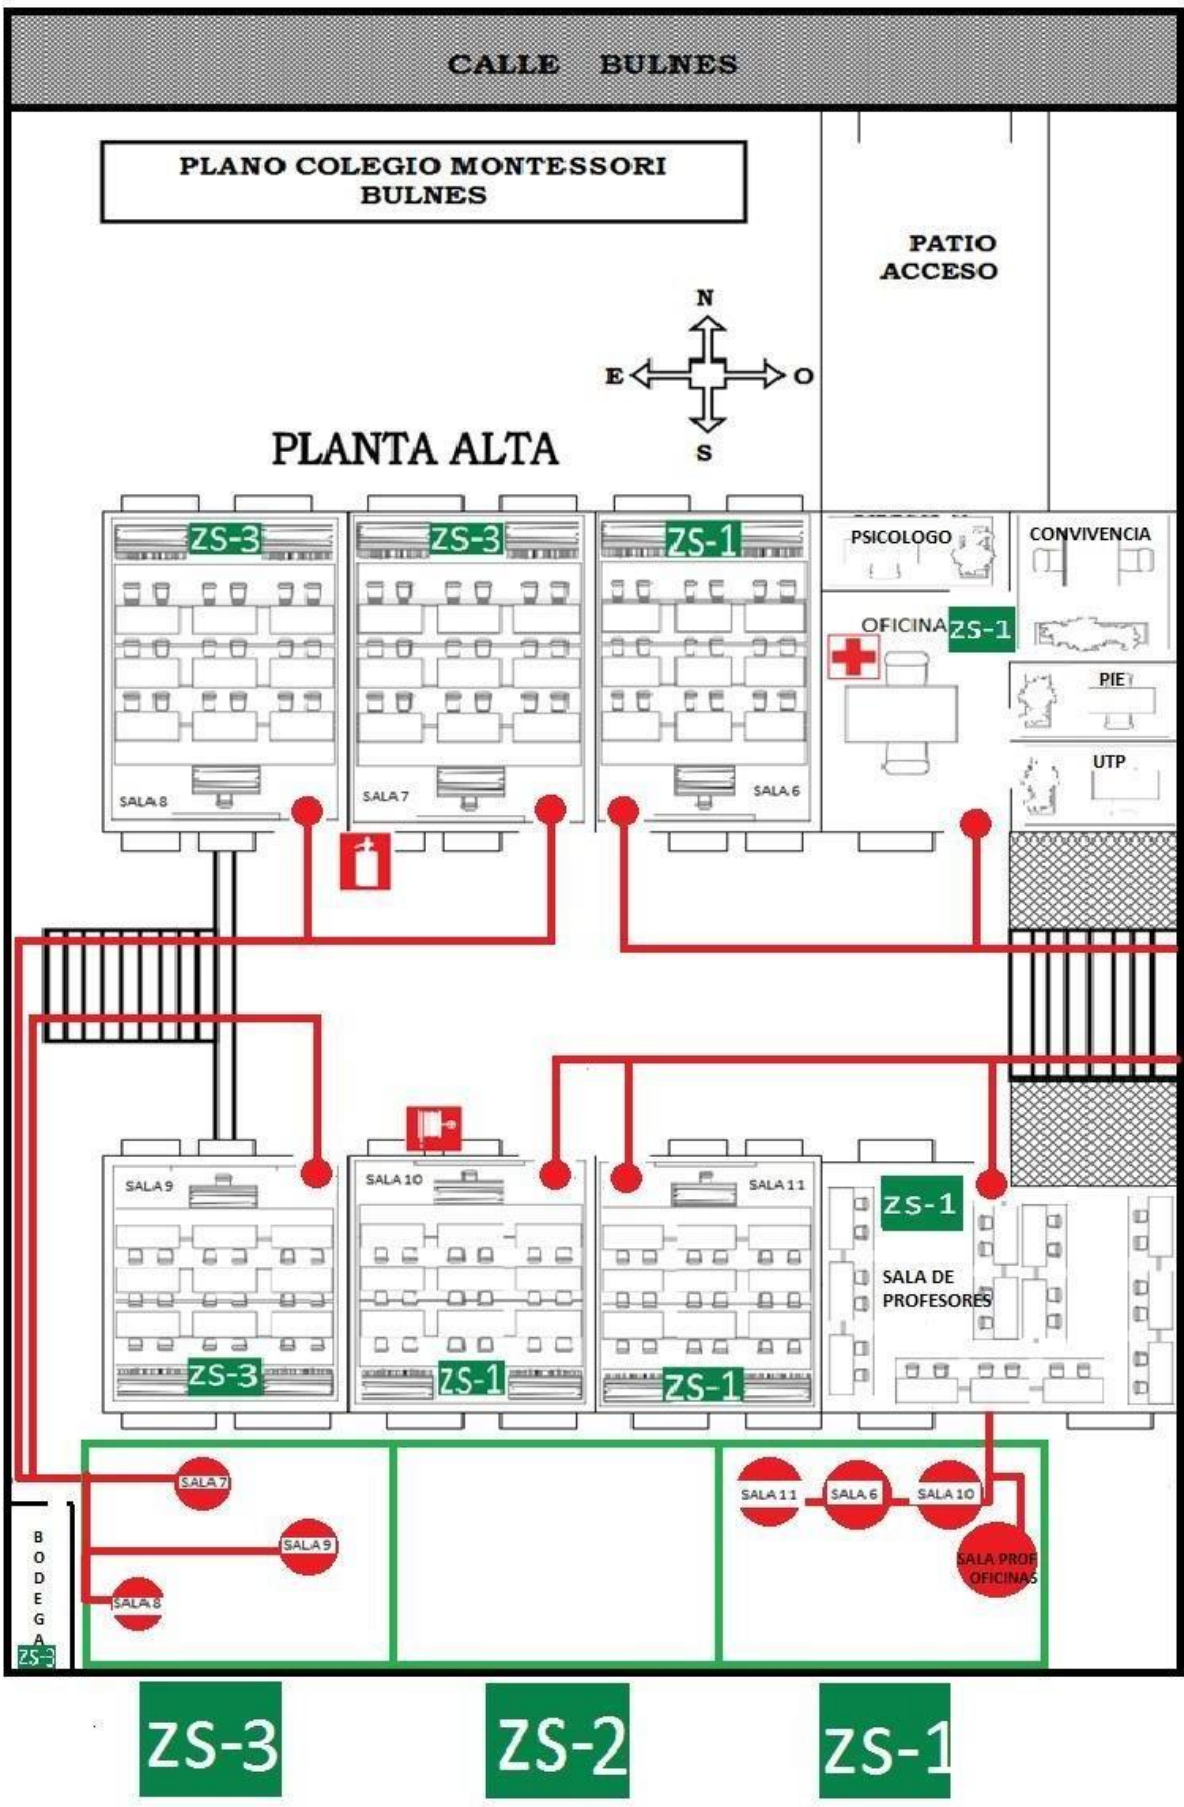 CALLE BULNES
PLANO COLEGIO MONTESSORI
BULNES
PATIO
ACCESO
N
E
O
S
PLANTA ALTA
ZS-3
ZS-3
ZS-1
PSICOLOGO
CONVIVENCIA
OFICINA
ZS-1
PIE
UTP
SALA 8
SALA 7
SALA 6
SALA 9
SALA 10
SALA 11
ZS-1
SALA DE
PROFESORES
ZS-3
ZS-1
ZS-1
SALA 7
SALA 11
SALA 6
SALA 10
SALA 9
SALA PROF
OFICINAS
SALA 8
BODEGA
ZS-3
ZS-3
ZS-2
ZS-1